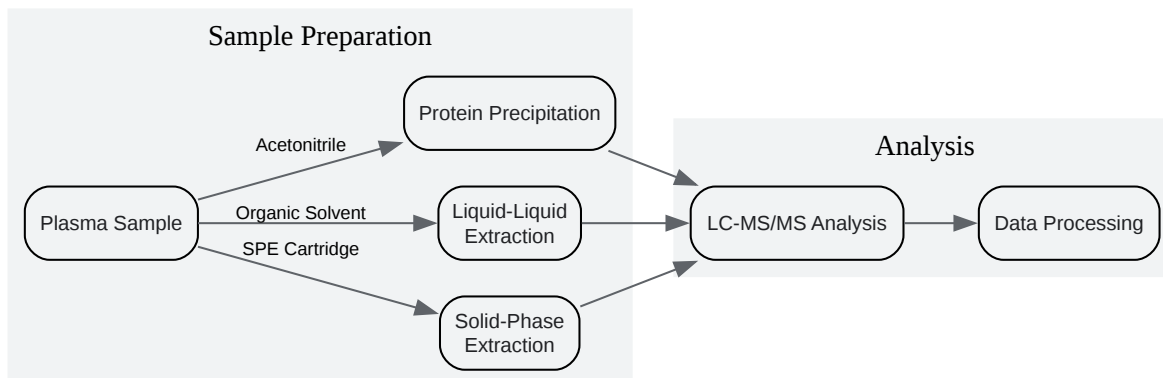 Sample Preparation
Protein Precipitation
Acetonitrile
Analysis
Plasma Sample
Organic Solvent
Liquid-Liquid
Extraction
LC-MS/MS Analysis
Data Processing
SPE Cartridge
Solid-Phase
Extraction